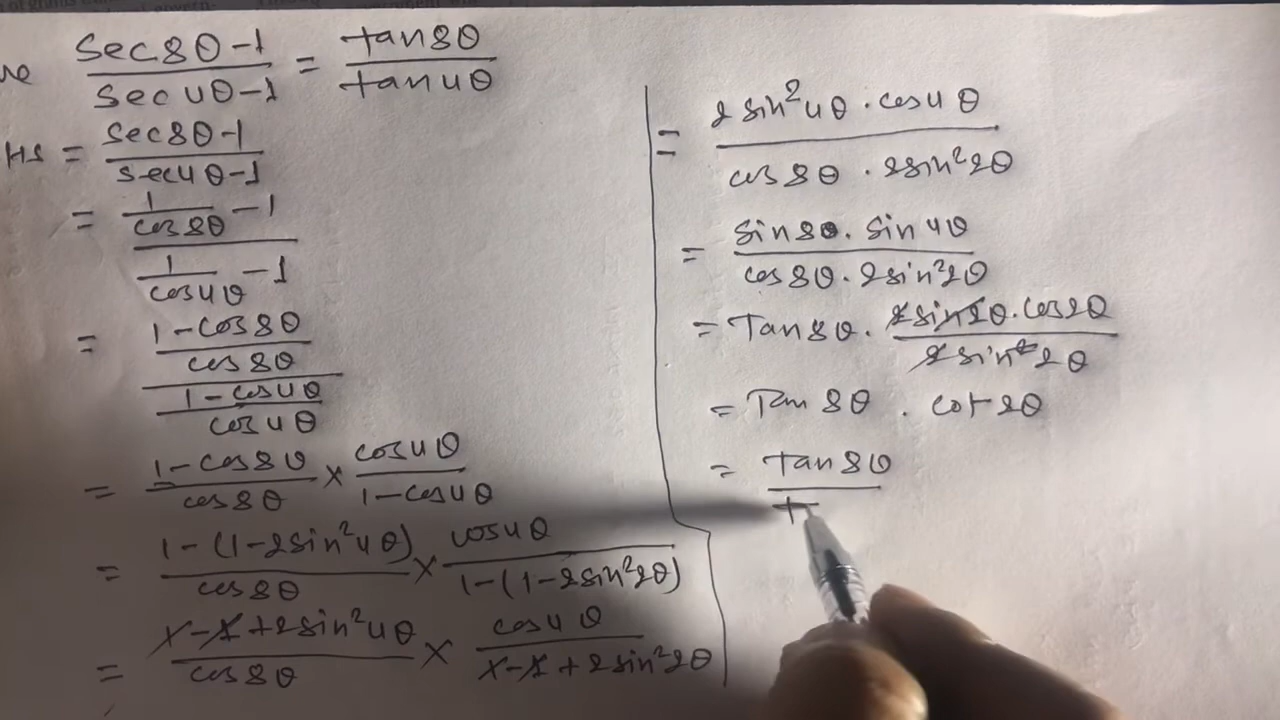 sec8θ-1/sec4θ-1 = tan8θ/tan4θ
HS = sec8θ-1/sec4θ-1
= 1/cos8θ - 1 / 1/cos4θ - 1
= 1-cos8θ/cos8θ / 1-cos4θ/cos4θ
= 1-cos8θ/cos8θ × cos4θ/1-cos4θ
= 1-(1-2sin²4θ)/cos8θ × cos4θ/1-(1-2sin²2θ)
= 1-1+2sin²4θ/cos8θ × cos4θ/1-1+2sin²2θ
= 2sin²4θ.cos4θ/cos8θ.2sin²2θ
= sin8θ.sin4θ/cos8θ.2sin²2θ
= Tan8θ.2sin2θ.cos2θ/2sin²2θ
= Tan8θ.cot2θ
= tan8θ/t